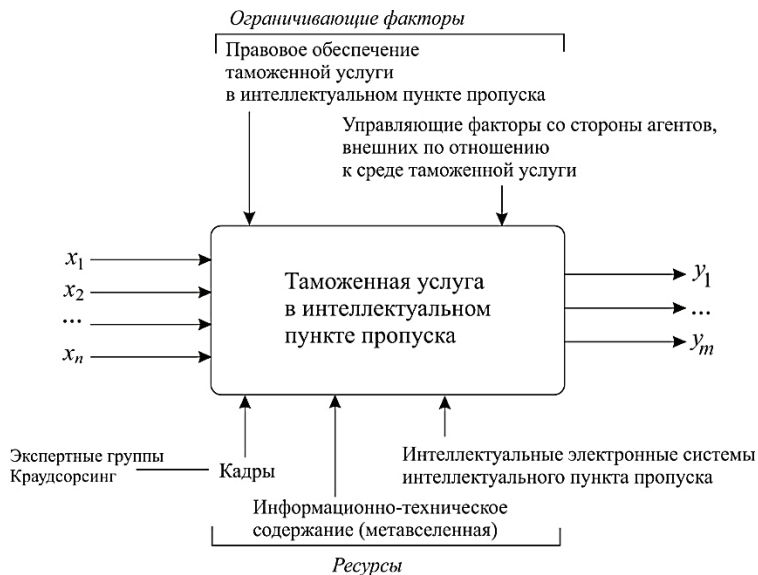 Ограничивающие факторы
Правовое обеспечение
таможенной услуги
в интеллектуальном пункте пропуска
Управляющие факторы со стороны агентов,
внешних по отношению
к среде таможенной услуги
x1
x2
...
xn
Таможенная услуга
в интеллектуальном
пункте пропуска
y1
...
ym
Экспертные группы
Краудсорсинг
Кадры
Интеллектуальные электронные системы
интеллектуального пункта пропуска
Информационно-техническое
содержание (метавселенная)
Ресурсы